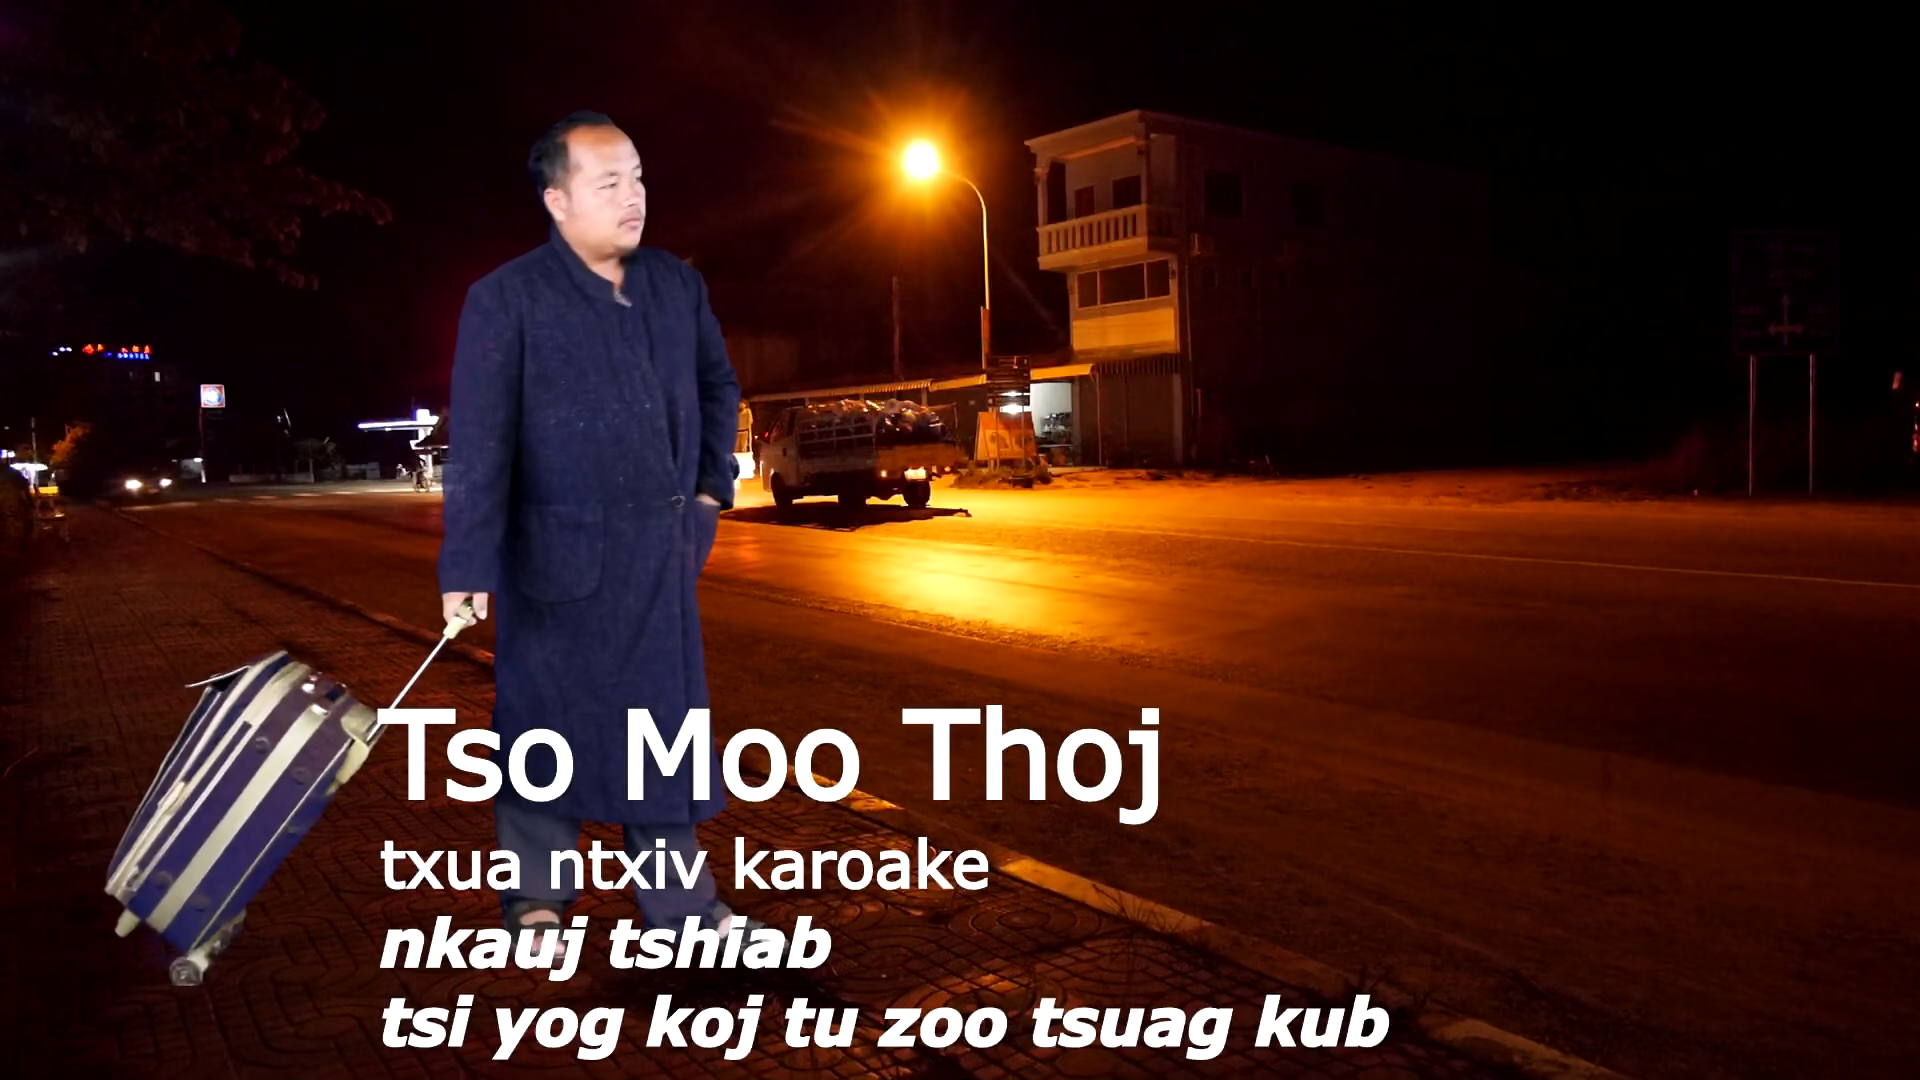 Tso Moo Thoj
txua ntxiv karoake
nkauj tshiab
tsi yog koj tu zoo tsuag kub